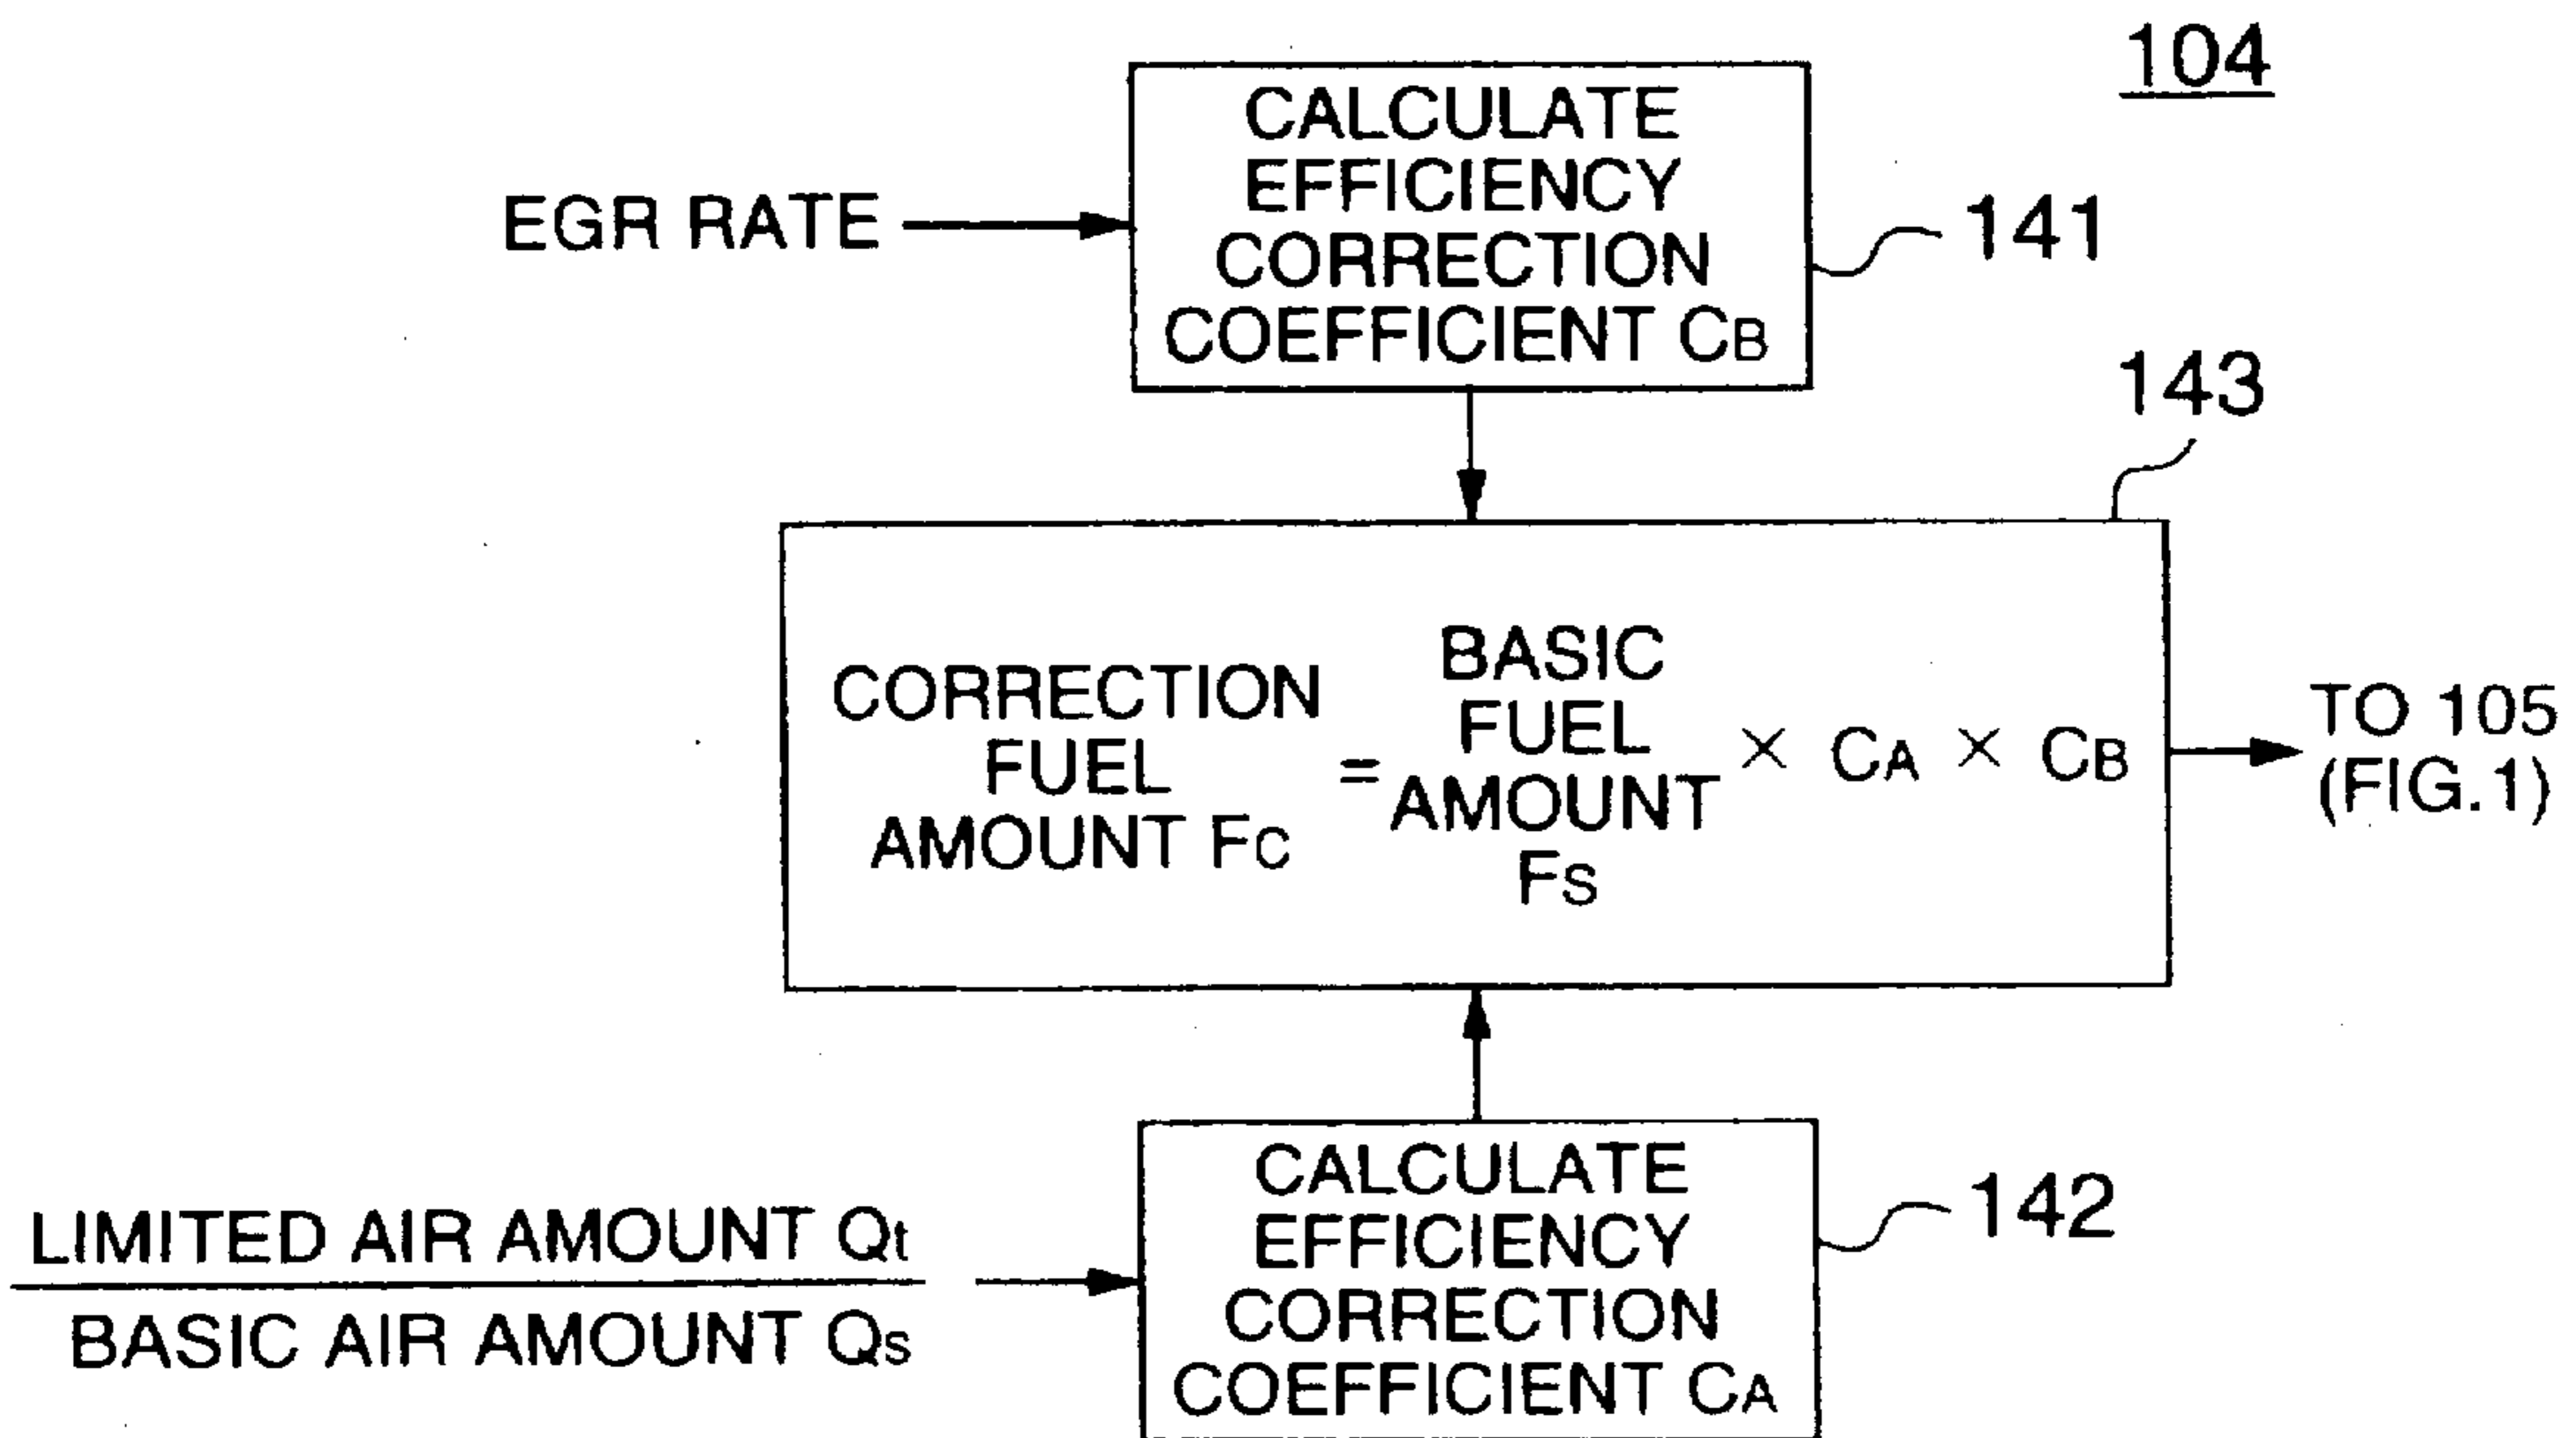 104
CALCULATE
EFFICIENCY
CORRECTION
COEFFICIENT CB
EGR RATE
141
143
CORRECTION
FUEL
AMOUNT FC
=
BASIC
FUEL
AMOUNT
FS
× CA × CB
TO 105
(FIG.1)
LIMITED AIR AMOUNT Qt
BASIC AIR AMOUNT Qs
CALCULATE
EFFICIENCY
CORRECTION
COEFFICIENT CA
142